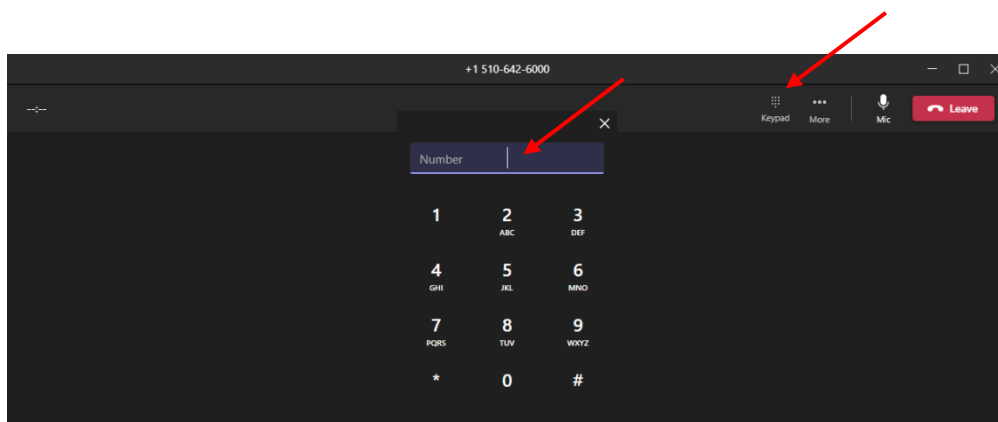 +1 510-642-6000
--:--
Keypad
More
Mic
Leave
Number
1 2 3
ABC DEF
4 5 6
GHI JKL MNO
7 8 9
PQRS TUV WXYZ
* 0 #